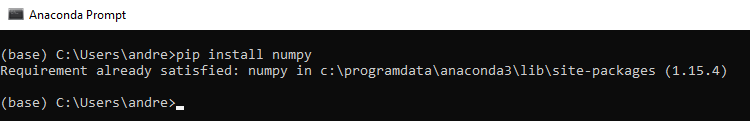 Anaconda Prompt
(base) C:\Users\andre>pip install numpy
Requirement already satisfied: numpy in c:\programdata\anaconda3\lib\site-packages (1.15.4)
(base) C:\Users\andre>